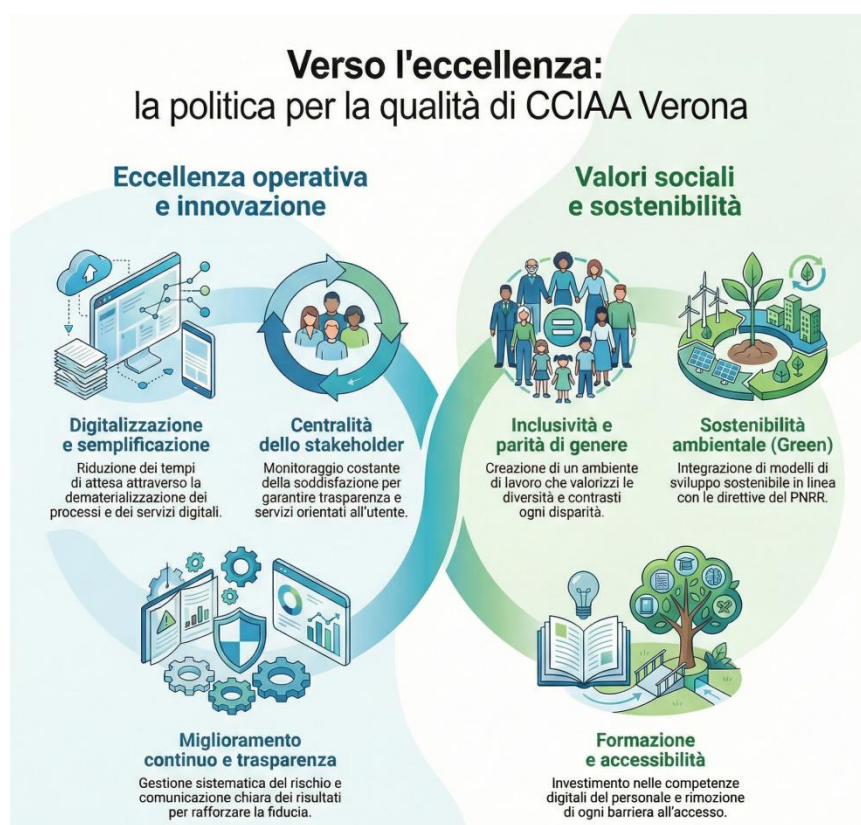 Verso l'eccellenza:
la politica per la qualità di CCIAA Verona
Eccellenza operativa
e innovazione
Digitalizzazione
e semplificazione
Riduzione dei tempi
di attesa attraverso la
dematerializzazione dei
processi e dei servizi digitali.
Centralità
dello stakeholder
Monitoraggio costante
della soddisfazione per
garantire trasparenza e
servizi orientati all'utente.
Miglioramento
continuo e trasparenza
Gestione sistematica del rischio e
comunicazione chiara dei risultati
per rafforzare la fiducia.
Valori sociali
e sostenibilità
Inclusività e
parità di genere
Creazione di un ambiente
di lavoro che valorizzi le
diversità e contrasti
ogni disparità.
Sostenibilità
ambientale (Green)
Integrazione di modelli di
sviluppo sostenibile in linea
con le direttive del PNRR.
Formazione
e accessibilità
Investimento nelle competenze
digitali del personale e rimozione
di ogni barriera all'accesso.